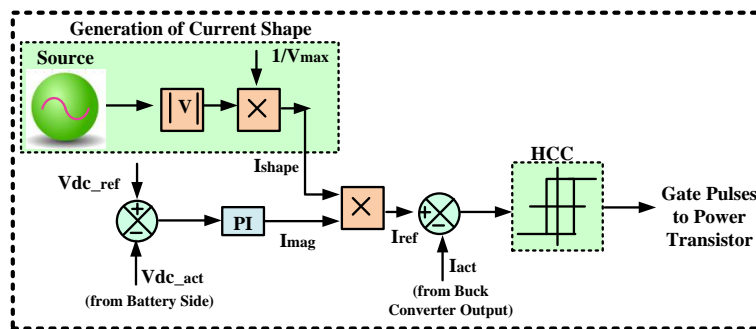 Generation of Current Shape
Source
1/Vmax
|V|
Ishape
HCC
Vdc_ref
PI
Imag
Iref
Gate Pulses
to Power
Transistor
Vdc_act
(from Battery Side)
Iact
(from Buck
Converter Output)